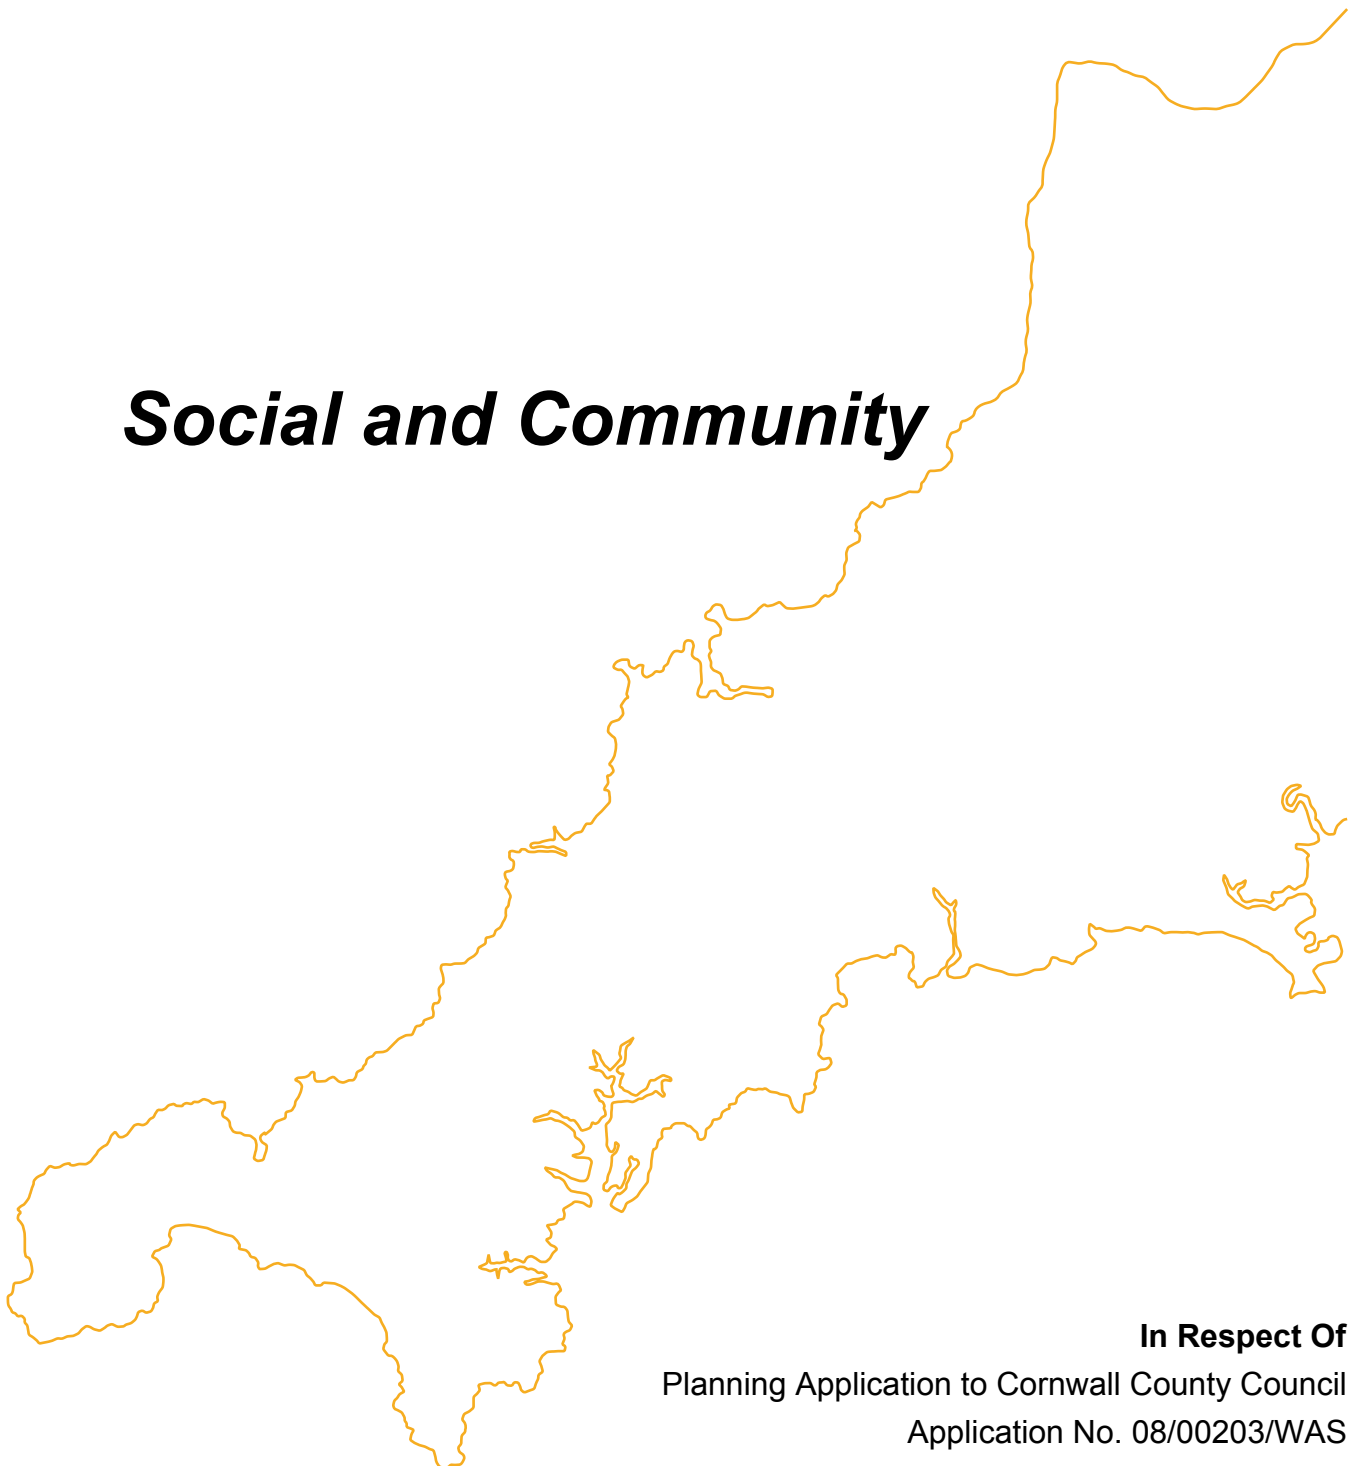 Social and Community
In Respect Of
Planning Application to Cornwall County Council
Application No. 08/00203/WAS